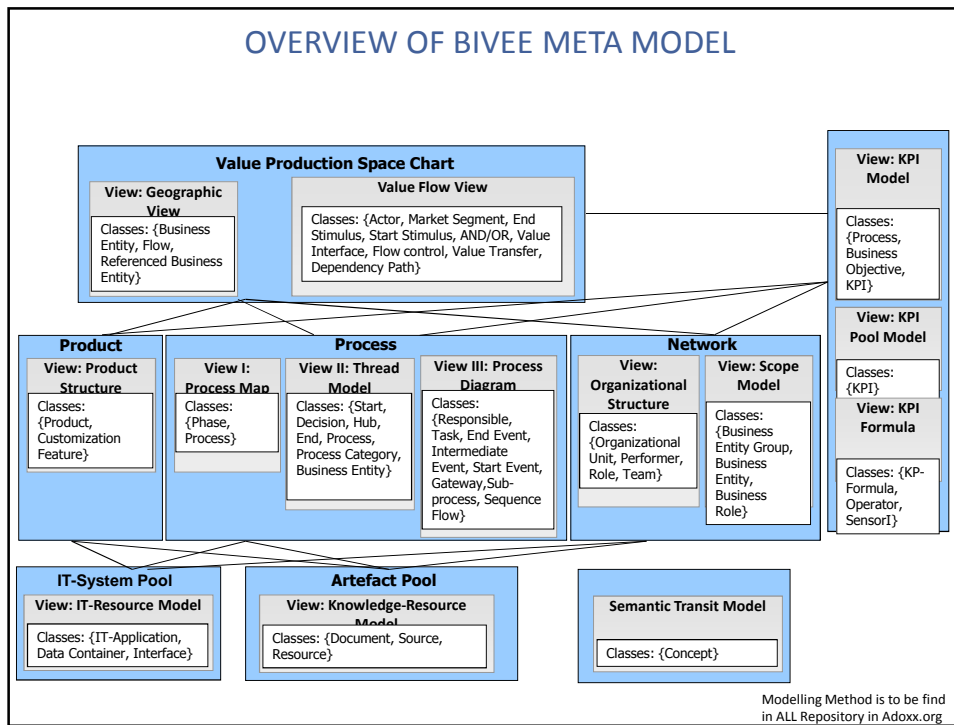 OVERVIEW OF BIVEE META MODEL
Value Production Space Chart
View: Geographic
View
Classes: {Business
Entity, Flow,
Referenced Business
Entity}
Value Flow View
Classes: {Actor, Market Segment, End
Stimulus, Start Stimulus, AND/OR, Value
Interface, Flow control, Value Transfer,
Dependency Path}
View: KPI
Model
Classes:
{Process,
Business
Objective,
KPI}
View: KPI
Pool Model
Classes:
{KPI}
View: KPI
Formula
Classes: {KP-
Formula,
Operator,
SensorI}
Product
View: Product
Structure
Classes:
{Product,
Customization
Feature}
Process
View I:
Process Map
Classes:
{Phase,
Process}
View II: Thread
Model
Classes: {Start,
Decision, Hub,
End, Process,
Process Category,
Business Entity}
View III: Process
Diagram
Classes:
{Responsible,
Task, End Event,
Intermediate
Event, Start Event,
Gateway,Sub-
process, Sequence
Flow}
Network
View:
Organizational
Structure
Classes:
{Organizational
Unit, Performer,
Role, Team}
View: Scope
Model
Classes:
{Business
Entity Group,
Business
Entity,
Business
Role}
IT-System Pool
View: IT-Resource Model
Classes: {IT-Application,
Data Container, Interface}
Artefact Pool
View: Knowledge-Resource
Model
Classes: {Document, Source,
Resource}
Semantic Transit Model
Classes: {Concept}
Modelling Method is to be find
in ALL Repository in Adoxx.org